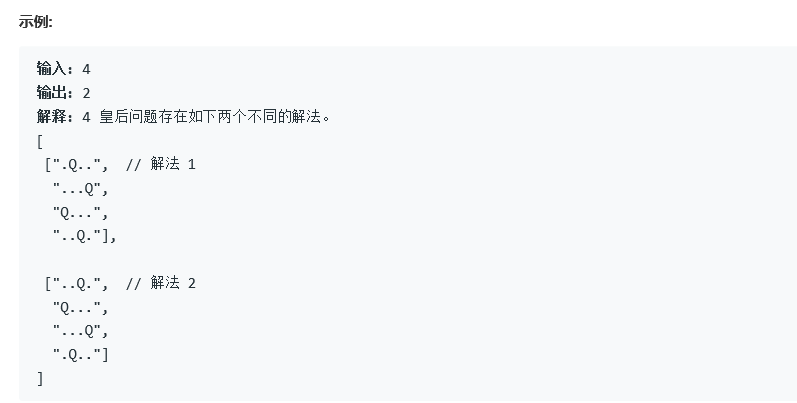 示例:
输入: 4
输出: 2
解释: 4 皇后问题存在如下两个不同的解法。
[
 [".Q..",  // 解法 1
  "...Q",
  "Q...",
  "..Q."],
 ["..Q.",  // 解法 2
  "Q...",
  "...Q",
  ".Q.."]
]